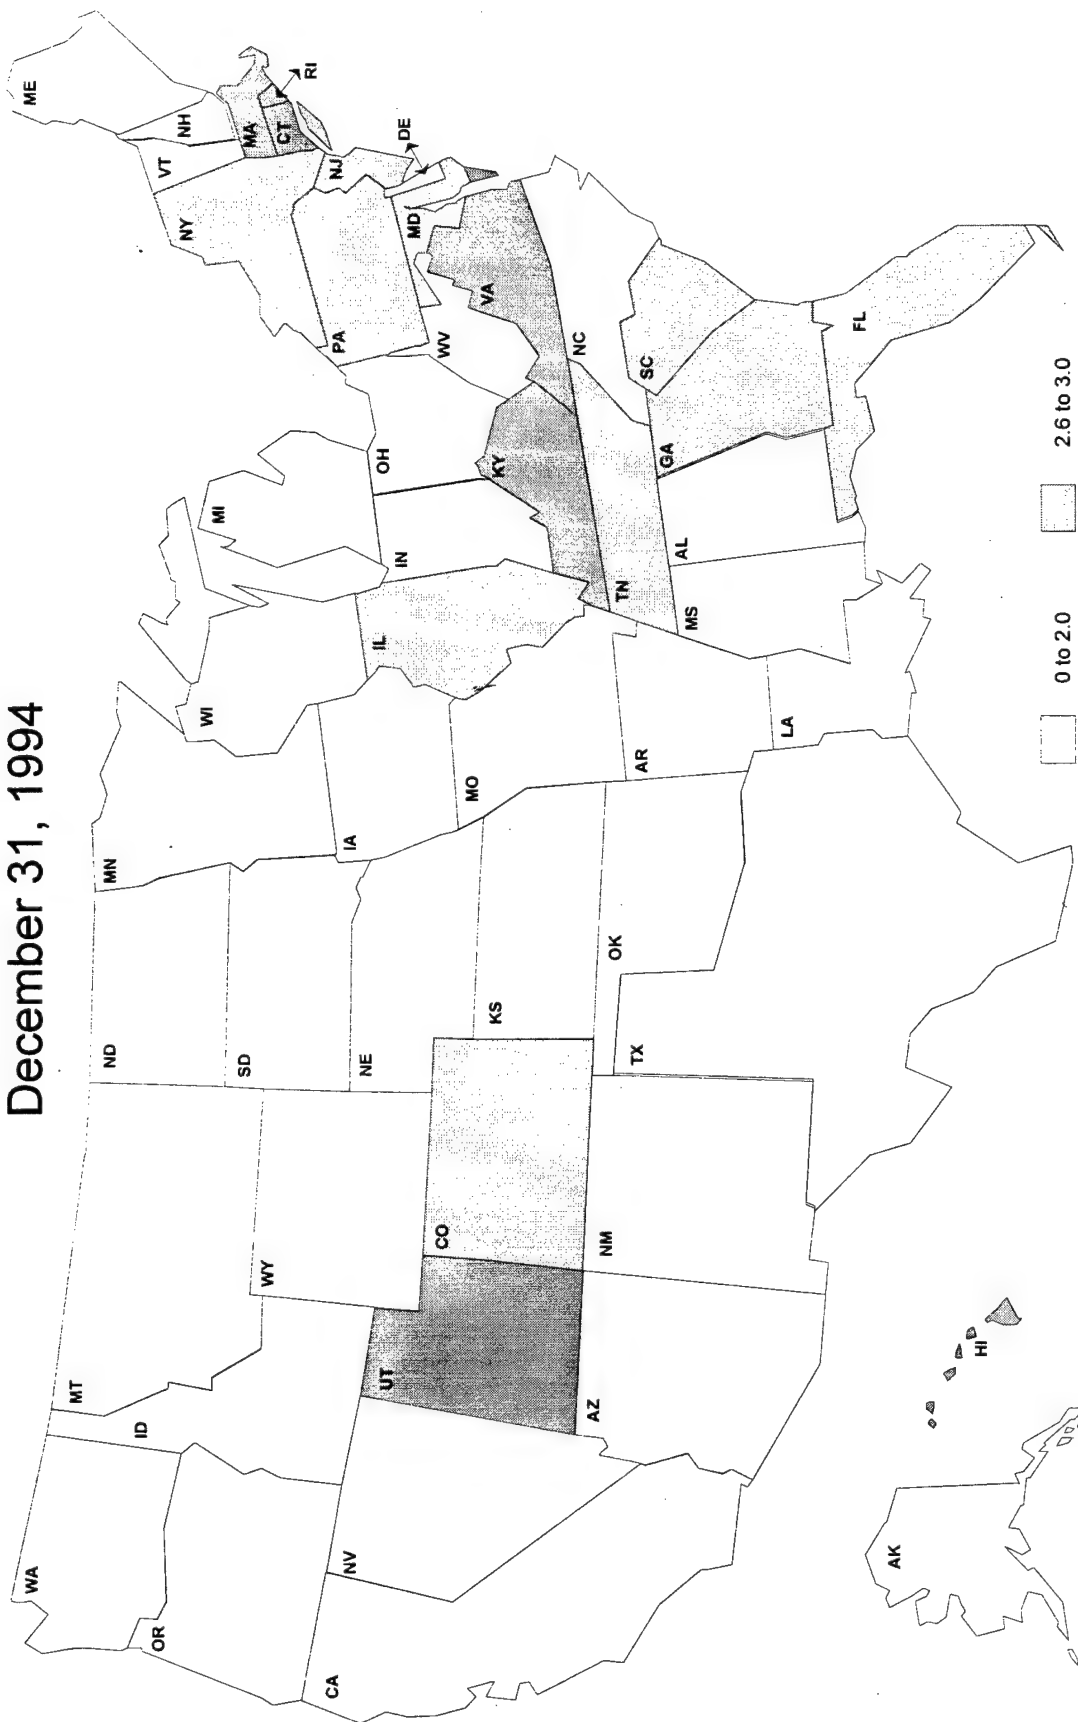 December 31, 1994
WA
MT
ND
MN
ME
VT
NH
OR
ID
SD
WI
MI
NY
MA
CT
RI
WY
NE
IA
PA
NJ
NV
UT
CO
KS
IL
IN
OH
MD
DE
CA
MO
KY
WV
VA
AZ
NM
OK
AR
TN
NC
TX
MS
AL
GA
SC
LA
FL
AK
HI
0 to 2.0
2.6 to 3.0